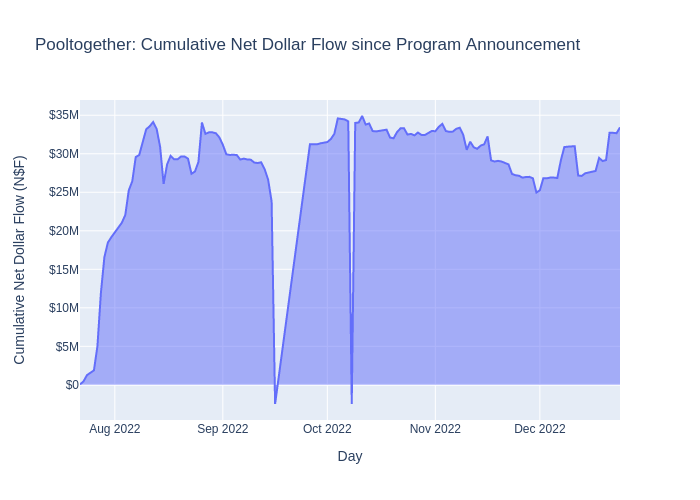 Pooltogether: Cumulative Net Dollar Flow since Program Announcement
Cumulative Net Dollar Flow (N$F)
$35M
$30M
$25M
$20M
$15M
$10M
$5M
$0
Aug 2022
Sep 2022
Oct 2022
Nov 2022
Dec 2022
Day